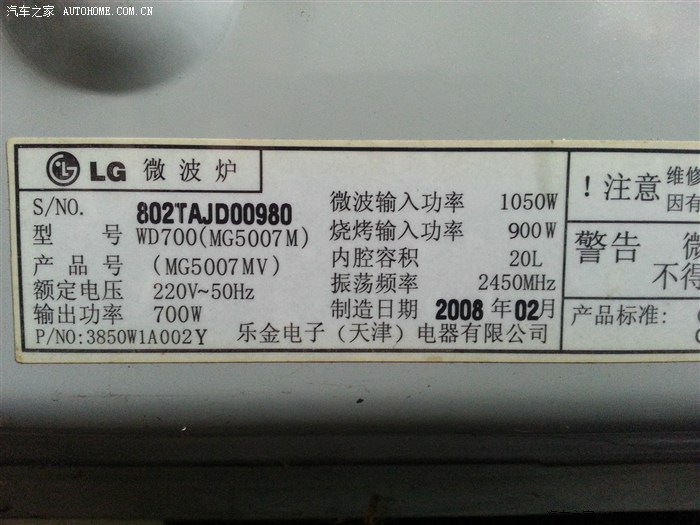 汽车之家 AUTOHOME.COM.CN
LG 微波炉
S/NO. 802TAJD00980
型 号 WD700(MG5007M)
产品号 (MG5007MV)
额定电压 220V~50Hz
输出功率 700W
P/NO:3850W1A002Y
微波输入功率 1050W
烧烤输入功率 900W
内腔容积 20L
振荡频率 2450MHz
制造日期 2008 年 02月
乐金电子（天津）电器有限公司
！注意 维修
因有
警告 微
不得
产品标准:
汽车之家